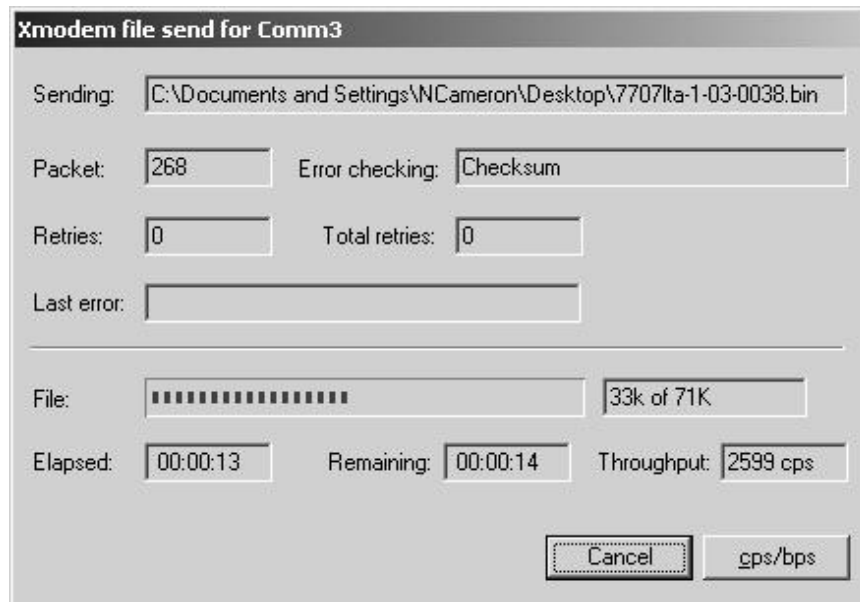 Xmodem file send for Comm3
Sending: C:\Documents and Settings\NCameron\Desktop\7707lta-1-03-0038.bin
Packet: 268 Error checking: Checksum
Retries: 0 Total retries: 0
Last error:
File: 33k of 71K
Elapsed: 00:00:13 Remaining: 00:00:14 Throughput: 2599 cps
Cancel cps/bps